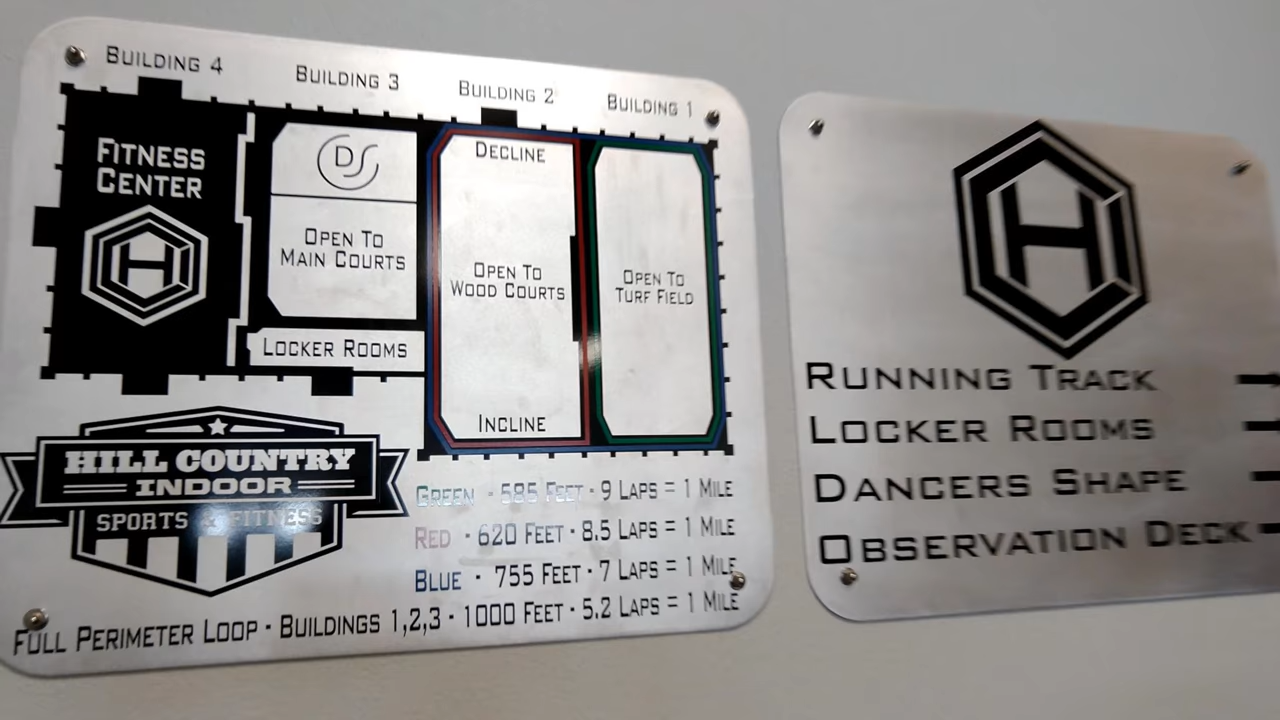 BUILDING 4
BUILDING 3
BUILDING 2
BUILDING 1
FITNESS
CENTER
H
DS
OPEN TO
MAIN COURTS
LOCKER ROOMS
DECLINE
OPEN TO
WOOD COURTS
INCLINE
OPEN TO
TURF FIELD
HILL COUNTRY
INDOOR
SPORTS & FITNESS
GREEN - 585 FEET - 9 LAPS = 1 MILE
RED · 620 FEET · 8.5 LAPS = 1 MILE
BLUE · 755 FEET · 7 LAPS = 1 MILE
FULL PERIMETER LOOP · BUILDINGS 1,2,3 · 1000 FEET · 5.2 LAPS = 1 MILE
H
RUNNING TRACK
LOCKER ROOMS
DANCERS SHAPE
OBSERVATION DECK